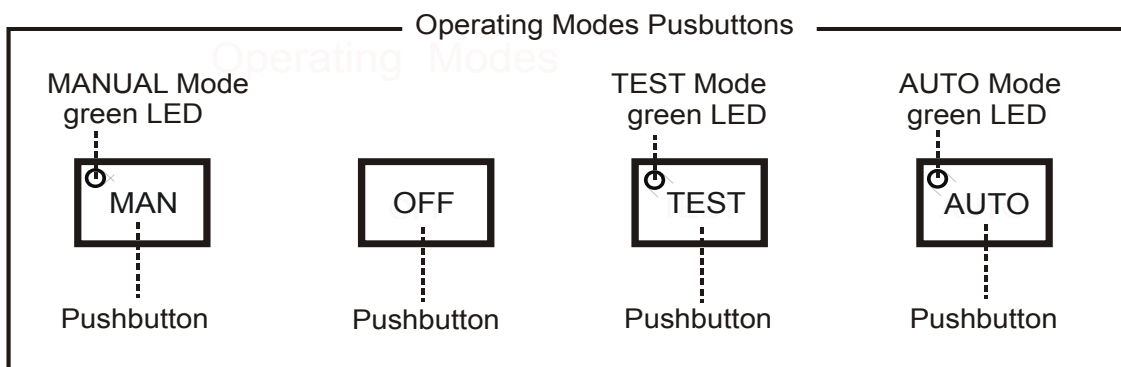 Operating Modes Pusbuttons
Operating Modes
MANUAL Mode
green LED
TEST Mode
green LED
AUTO Mode
green LED
MAN
OFF
TEST
AUTO
Pushbutton
Pushbutton
Pushbutton
Pushbutton